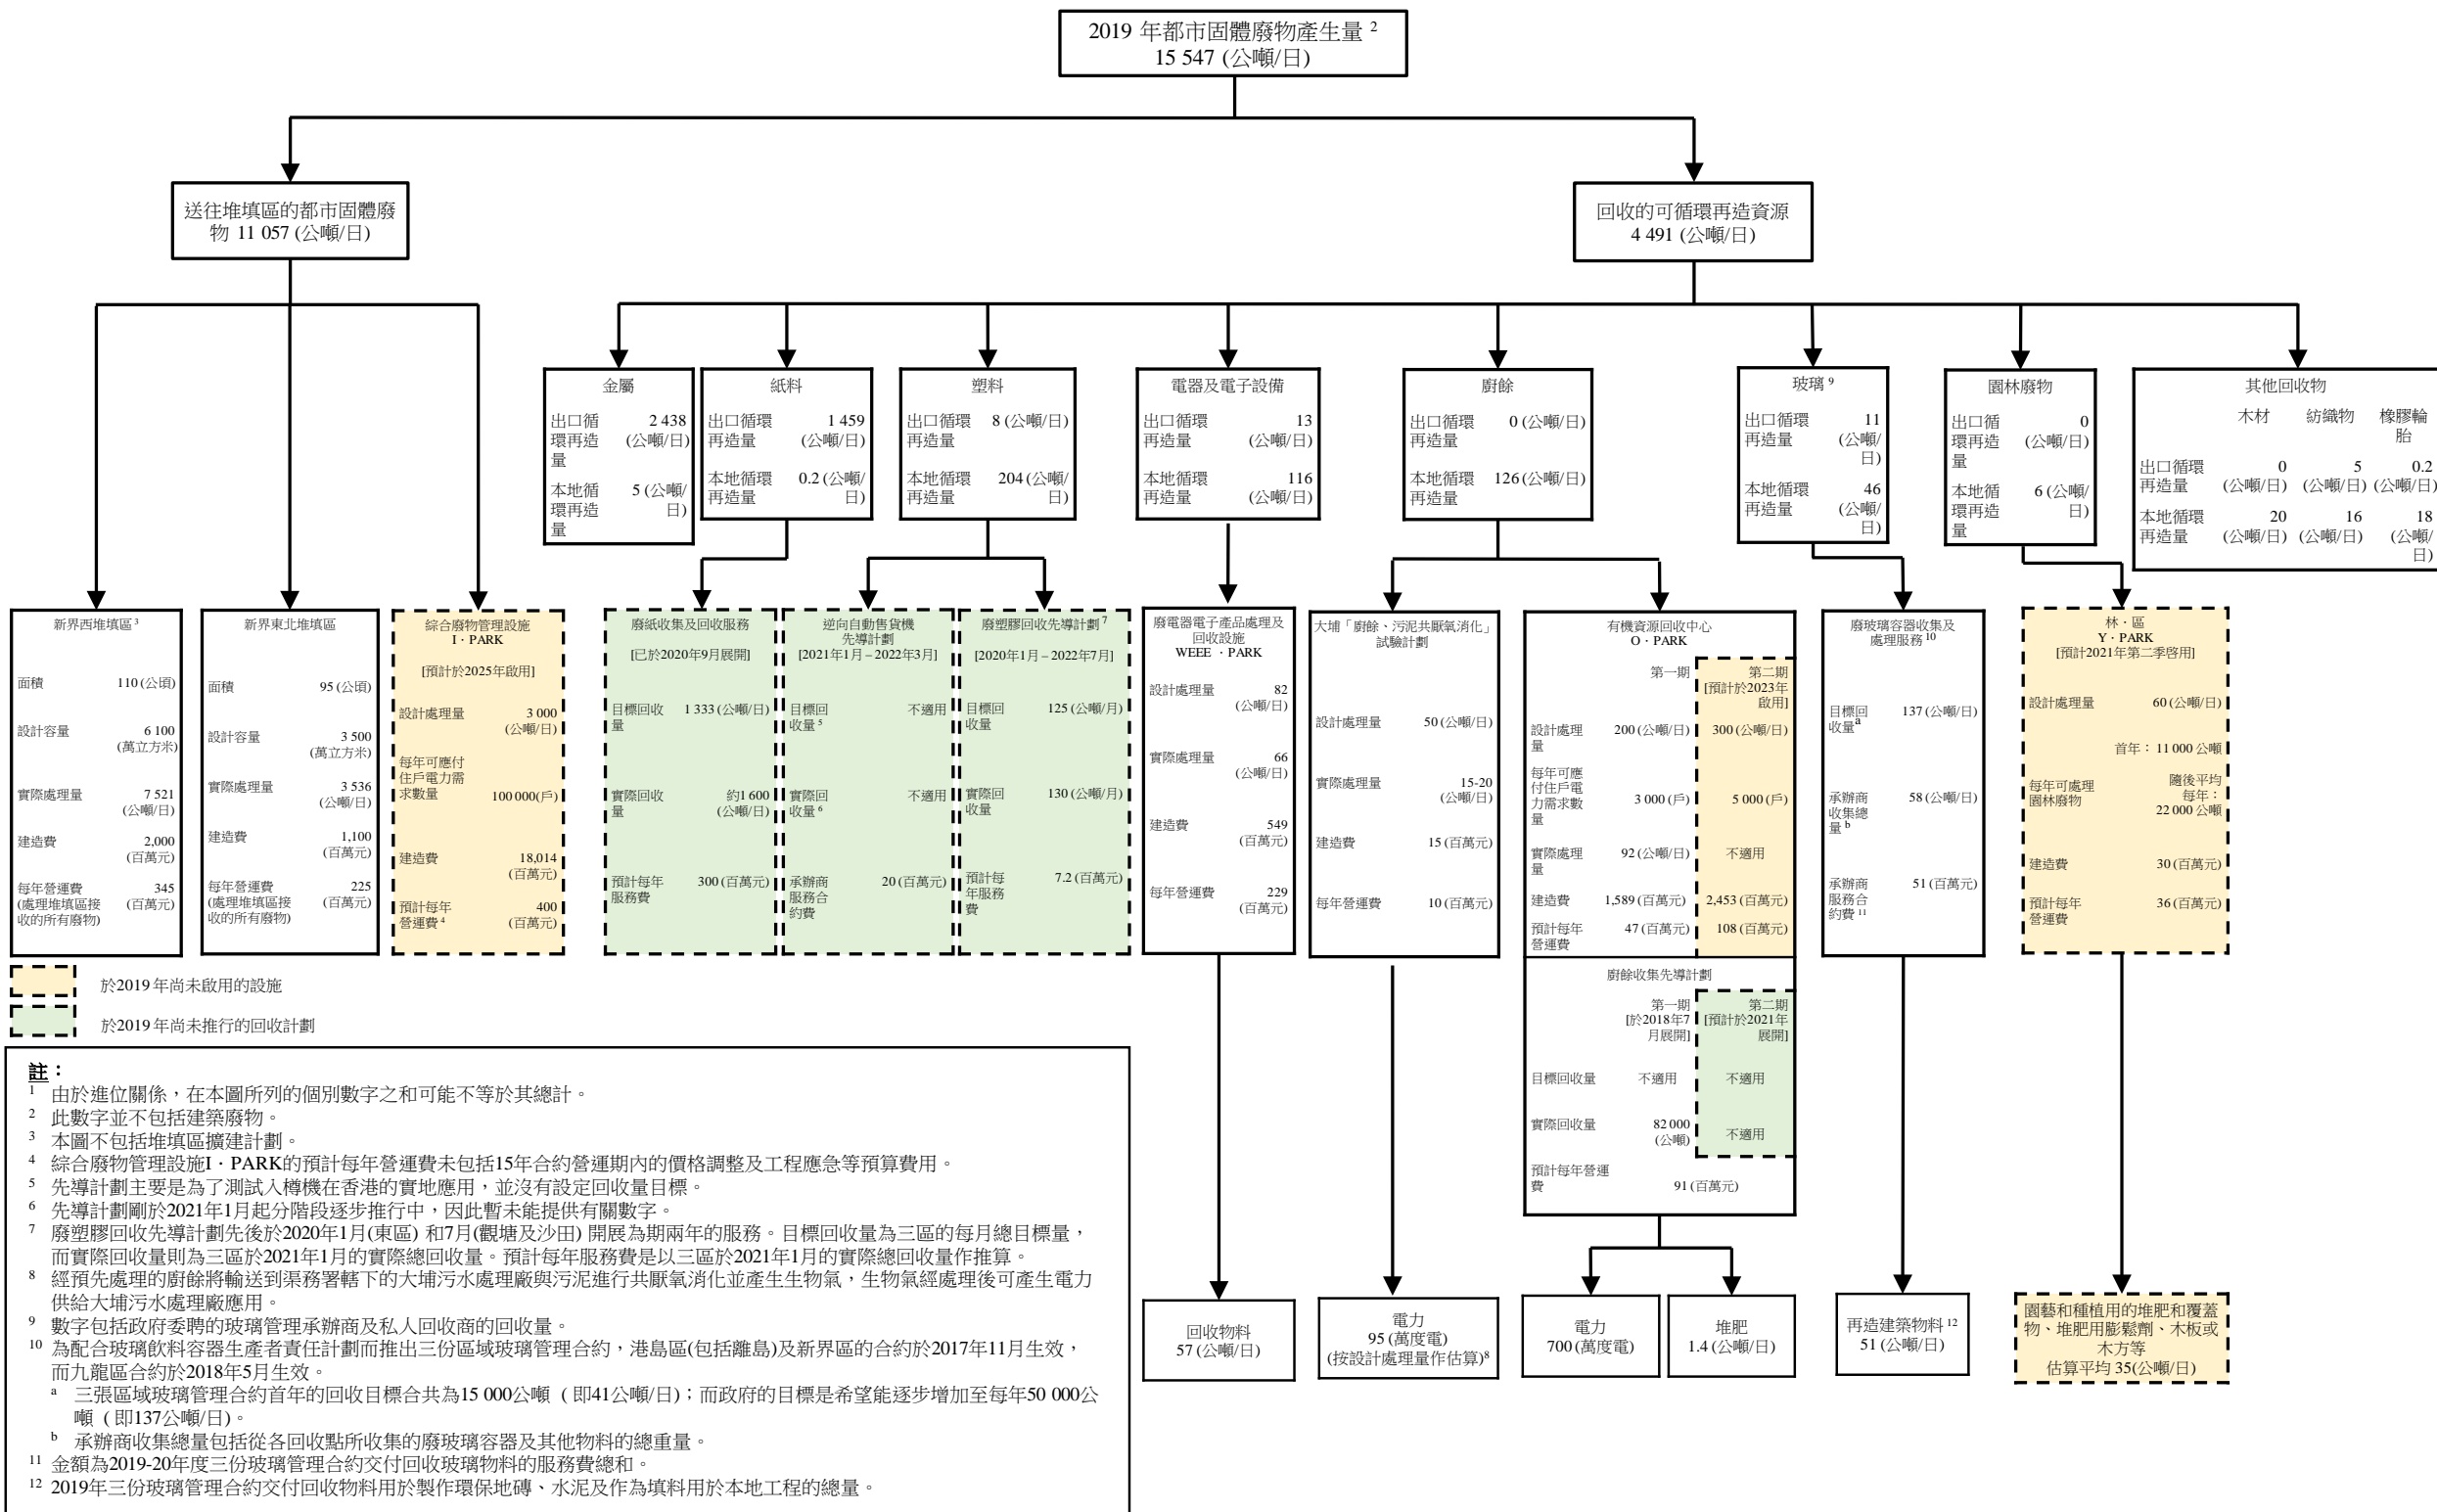 2019 年都市固體廢物產生量 2
15 547 (公噸/日)
送往堆填區的都市固體廢
物 11 057 (公噸/日)
回收的可循環再造資源
4 491 (公噸/日)
金屬
出口循
環再造
量
2 438
(公噸/日)
本地循
環再造
量
5 (公噸/
日)
紙料
出口循環
再造量
1 459
(公噸/日)
本地循環
再造量
0.2 (公噸/
日)
塑料
出口循環
再造量
8 (公噸/日)
本地循環
再造量
204 (公噸/
日)
電器及電子設備
出口循環
再造量
13
(公噸/日)
本地循環
再造量
116
(公噸/日)
廚餘
出口循環
再造量
0 (公噸/日)
本地循環
再造量
126 (公噸/日)
玻璃 9
出口循環
再造量
11
(公噸/
日)
本地循環
再造量
46
(公噸/
日)
園林廢物
出口循
環再造
量
0
(公噸/日)
本地循
環再造
量
6 (公噸/
日)
其他回收物
木材 紡織物 橡膠輪
胎
出口循環
再造量
0 5 0.2
(公噸/日) (公噸/日) (公噸/日)
本地循環
再造量
20 16 18
(公噸/日) (公噸/日) (公噸/
日)
新界西堆填區 3
面積 110 (公頃)
設計容量 6 100
(萬立方米)
實際處理量 7 521
(公噸/日)
建造費 2,000
(百萬元)
每年營運費 345
(處理堆填區接 (百萬元)
收的所有廢物)
新界東北堆填區
面積 95 (公頃)
設計容量 3 500
(萬立方米)
實際處理量 3 536
(公噸/日)
建造費 1,100
(百萬元)
每年營運費 225
(處理堆填區接 (百萬元)
收的所有廢物)
綜合廢物管理設施
I・PARK
[預計於2025年啟用]
設計處理量 3 000
(公噸/日)
每年可應付
住戶電力需
求數量 100 000(戶)
建造費 18,014
(百萬元)
預計每年 400
營運費 4 (百萬元)
廢紙收集及回收服務
[已於2020年9月展開]
目標回收
量
1 333 (公噸/日)
實際回收
量
約1 600
(公噸/日)
預計每年
服務費
300 (百萬元)
逆向自動售貨機
先導計劃
[2021年1月 – 2022年3月]
目標回
收量 5
不適用
實際回
收量 6
不適用
承辦商
服務合
約費
20 (百萬元)
廢塑膠回收先導計劃 7
[2020年1月 – 2022年7月]
目標回
收量
125 (公噸/月)
實際回
收量
130 (公噸/月)
預計每
年服務
費
7.2 (百萬元)
廢電器電子產品處理及
回收設施
WEEE・PARK
設計處理量 82
(公噸/日)
實際處理量 66
(公噸/日)
建造費 549
(百萬元)
每年營運費 229
(百萬元)
大埔「廚餘、污泥共厭氧消化」
試驗計劃
設計處理量 50 (公噸/日)
實際處理量 15-20
(公噸/日)
建造費 15 (百萬元)
每年營運費 10 (百萬元)
有機資源回收中心
O・PARK
第一期 第二期
[預計於2023年
啟用]
設計處理
量
200 (公噸/日) 300 (公噸/日)
每年可應
付住戶電
力需求數
量
3 000 (戶) 5 000 (戶)
實際處理
量
92 (公噸/日) 不適用
建造費 1,589 (百萬元) 2,453 (百萬元)
預計每年
營運費
47 (百萬元) 108 (百萬元)
廚餘收集先導計劃
第一期 第二期
[於2018年7 [預計於2021年
月展開] 展開]
目標回收量 不適用 不適用
實際回收量 82 000
(公噸) 不適用
預計每年營運
費
91 (百萬元)
廢玻璃容器收集及
處理服務 10
目標回
收量a
137 (公噸/日)
承辦商
收集總
量 b
58 (公噸/日)
承辦商
服務合
約費 11
51 (百萬元)
林・區
Y・PARK
[預計2021年第二季啓用]
設計處理量 60 (公噸/日)
首年： 11 000 公噸
每年可處理
園林廢物
隨後平均
每年：
22 000 公噸
建造費 30 (百萬元)
預計每年
營運費
36 (百萬元)
於2019 年尚未啟用的設施
於2019 年尚未推行的回收計劃
回收物料
57 (公噸/日)
電力
95 (萬度電)
(按設計處理量作估算)8
電力
700 (萬度電)
堆肥
1.4 (公噸/日)
再造建築物料 12
51 (公噸/日)
園藝和種植用的堆肥和覆蓋
物、堆肥用膨鬆劑、木板或
木方等
估算平均 35(公噸/日)
註：
1 由於進位關係，在本圖所列的個別數字之和可能不等於其總計。
2 此數字並不包括建築廢物。
3 本圖不包括堆填區擴建計劃。
4 綜合廢物管理設施I・PARK的預計每年營運費未包括15年合約營運期內的價格調整及工程應急等預算費用。
5 先導計劃主要是為了測試入樽機在香港的實地應用，並沒有設定回收量目標。
6 先導計劃剛於2021年1月起分階段逐步推行中，因此暫未能提供有關數字。
7 廢塑膠回收先導計劃先後於2020年1月(東區) 和7月(觀塘及沙田) 開展為期兩年的服務。目標回收量為三區的每月總目標量，
而實際回收量則為三區於2021年1月的實際總回收量。預計每年服務費是以三區於2021年1月的實際總回收量作推算。
8 經預先處理的廚餘將輸送到渠務署轄下的大埔污水處理廠與污泥進行共厭氧消化並產生生物氣，生物氣經處理後可產生電力
供給大埔污水處理廠應用。
9 數字包括政府委聘的玻璃管理承辦商及私人回收商的回收量。
10 為配合玻璃飲料容器生產者責任計劃而推出三份區域玻璃管理合約，港島區(包括離島)及新界區的合約於2017年11月生效，
而九龍區合約於2018年5月生效。
a 三張區域玻璃管理合約首年的回收目標合共為15 000公噸（ 即41公噸/日)；而政府的目標是希望能逐步增加至每年50 000公
噸（ 即137公噸/日)。
b 承辦商收集總量包括從各回收點所收集的廢玻璃容器及其他物料的總重量。
11 金額為2019-20年度三份玻璃管理合約交付回收玻璃物料的服務費總和。
12 2019年三份玻璃管理合約交付回收物料用於製作環保地磚、水泥及作為填料用於本地工程的總量。